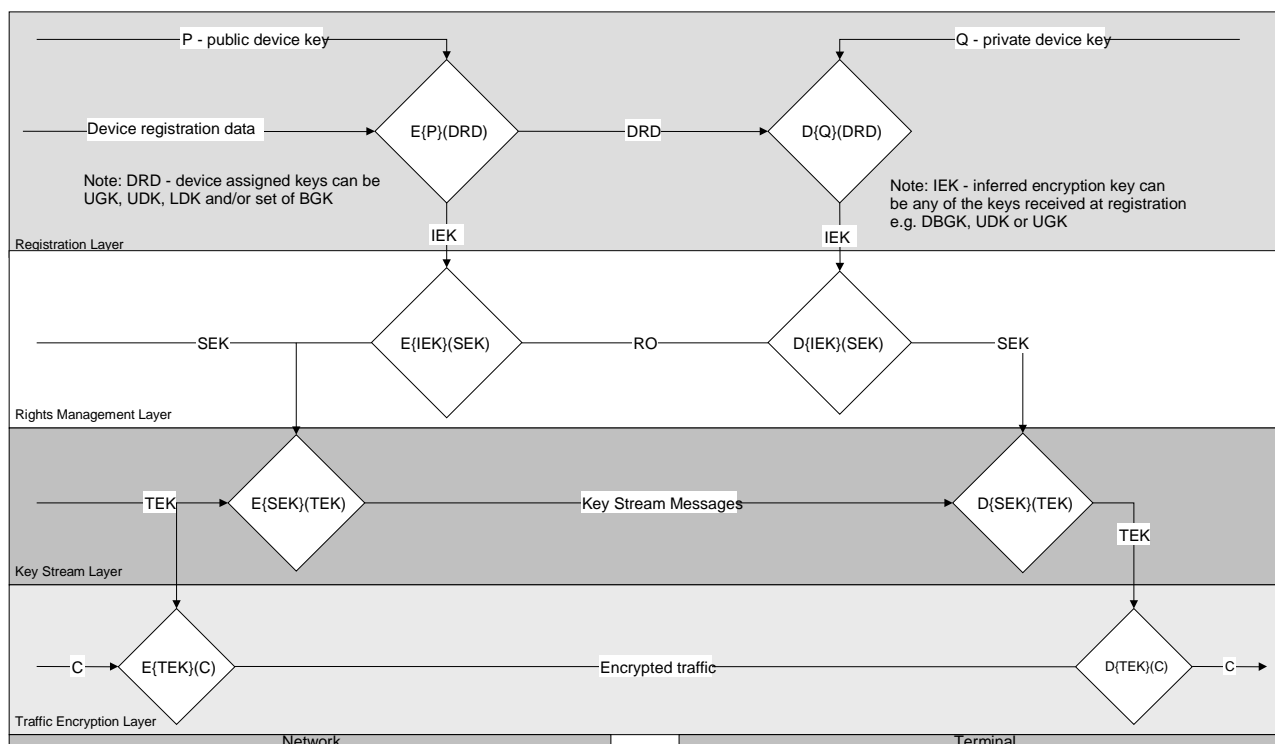 P - public device key
Q - private device key
Device registration data
E{P}(DRD)
DRD
D{Q}(DRD)
Note: DRD - device assigned keys can be
UGK, UDK, LDK and/or set of BGK
Note: IEK - inferred encryption key can
be any of the keys received at registration
e.g. DBGK, UDK or UGK
IEK
IEK
Registration Layer
SEK
E{IEK}(SEK)
RO
D{IEK}(SEK)
SEK
Rights Management Layer
TEK
E{SEK}(TEK)
Key Stream Messages
D{SEK}(TEK)
TEK
Key Stream Layer
C
E{TEK}(C)
Encrypted traffic
D{TEK}(C)
C
Traffic Encryption Layer
Network
Terminal